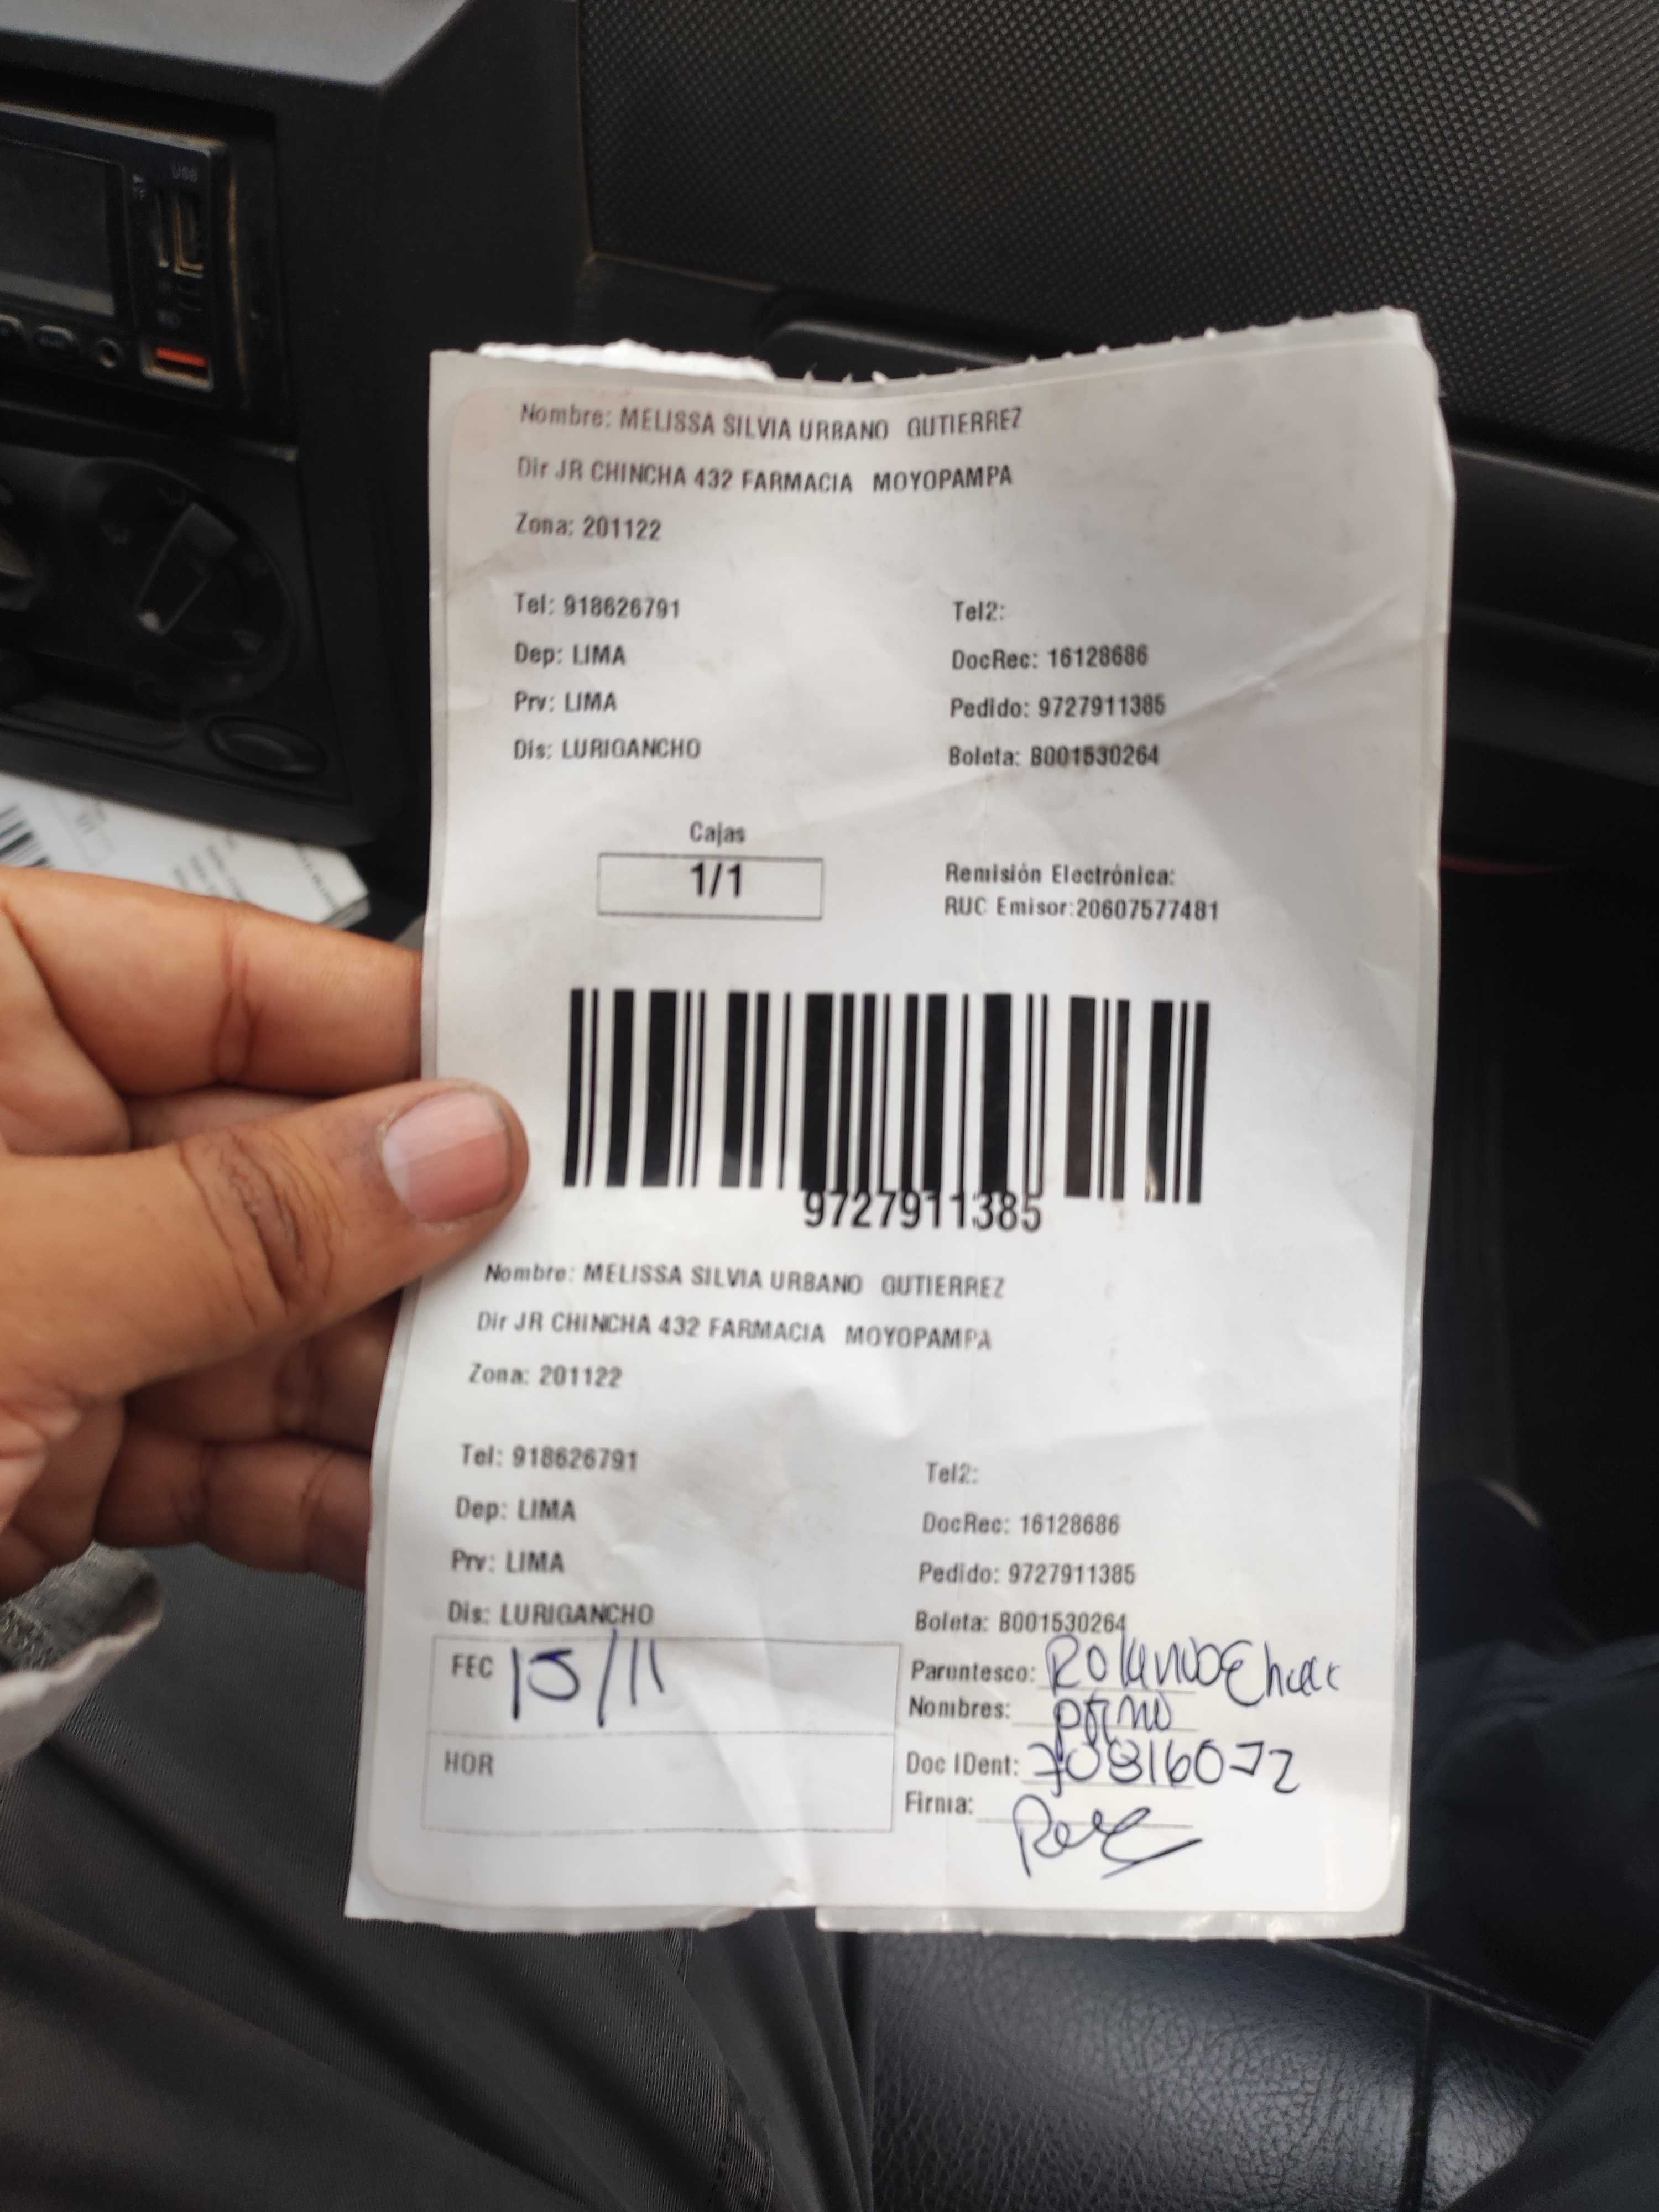 USB
Nombre: MELISSA SILVIA URBANO GUTIERREZ
Dir JR CHINCHA 432 FARMACIA MOYOPAMPA
Zona: 201122
Tel: 918626791 Tel2:
Dep: LIMA DocRec: 16128686
Prv: LIMA Pedido: 9727911385
Dis: LURIGANCHO Boleta: B001530264
Cajas
1/1
Remisión Electrónica:
RUC Emisor:20607577481
9727911385
Nombre: MELISSA SILVIA URBANO GUTIERREZ
Dir JR CHINCHA 432 FARMACIA MOYOPAMPA
Zona: 201122
Tel: 918626791 Tel2:
Dep: LIMA DocRec: 16128686
Prv: LIMA Pedido: 9727911385
Dis: LURIGANCHO Boleta: B001530264
FEC 15/11
Parentesco: Rolando
Nombres:
HOR
Doc IDent: 70816072
Firma: